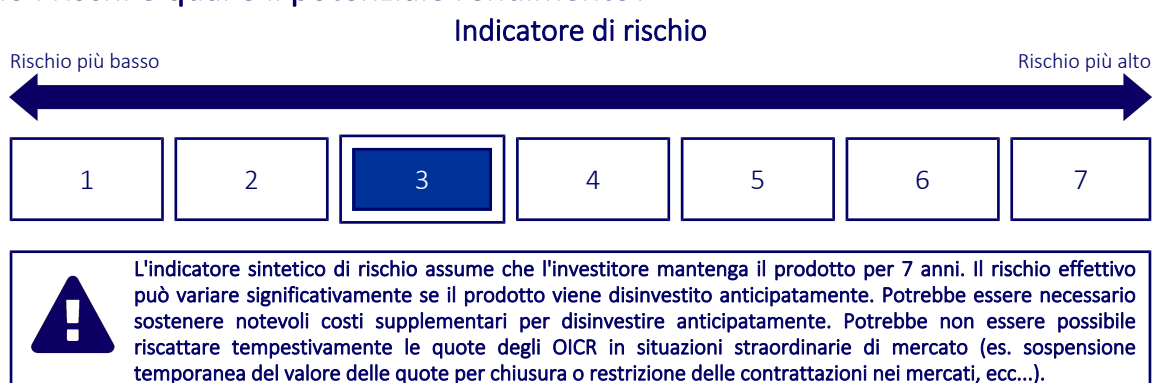 Indicatore di rischio
Rischio più basso
Rischio più alto
1
2
3
4
5
6
7
L'indicatore sintetico di rischio assume che l'investitore mantenga il prodotto per 7 anni. Il rischio effettivo
può variare significativamente se il prodotto viene disinvestito anticipatamente. Potrebbe essere necessario
sostenere notevoli costi supplementari per disinvestire anticipatamente. Potrebbe non essere possibile
riscattare tempestivamente le quote degli OICR in situazioni straordinarie di mercato (es. sospensione
temporanea del valore delle quote per chiusura o restrizione delle contrattazioni nei mercati, ecc...).